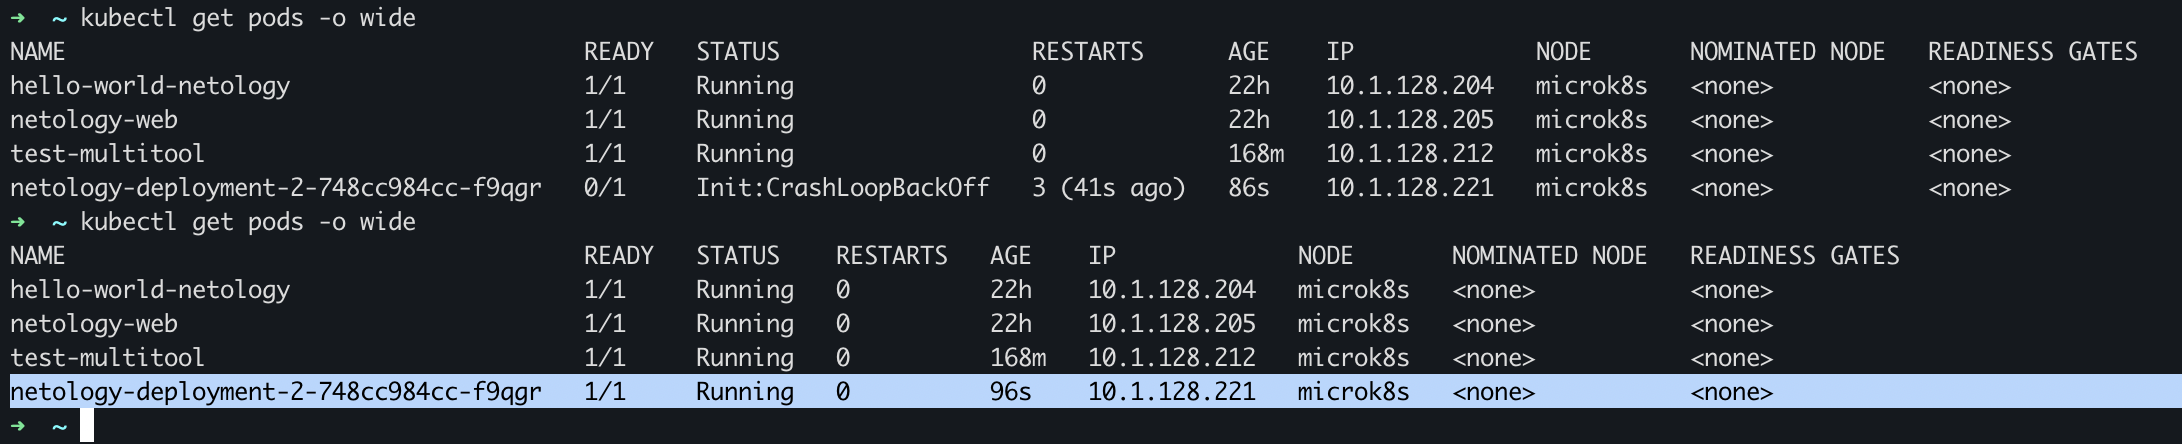 ➜ ~ kubectl get pods -o wide
NAME READY STATUS RESTARTS AGE IP NODE NOMINATED NODE READINESS GATES
hello-world-netology 1/1 Running 0 22h 10.1.128.204 microk8s <none> <none>
netology-web 1/1 Running 0 22h 10.1.128.205 microk8s <none> <none>
test-multitool 1/1 Running 0 168m 10.1.128.212 microk8s <none> <none>
netology-deployment-2-748cc984cc-f9qgr 0/1 Init:CrashLoopBackOff 3 (41s ago) 86s 10.1.128.221 microk8s <none> <none>
➜ ~ kubectl get pods -o wide
NAME READY STATUS RESTARTS AGE IP NODE NOMINATED NODE READINESS GATES
hello-world-netology 1/1 Running 0 22h 10.1.128.204 microk8s <none> <none>
netology-web 1/1 Running 0 22h 10.1.128.205 microk8s <none> <none>
test-multitool 1/1 Running 0 168m 10.1.128.212 microk8s <none> <none>
netology-deployment-2-748cc984cc-f9qgr 1/1 Running 0 96s 10.1.128.221 microk8s <none> <none>
➜ ~